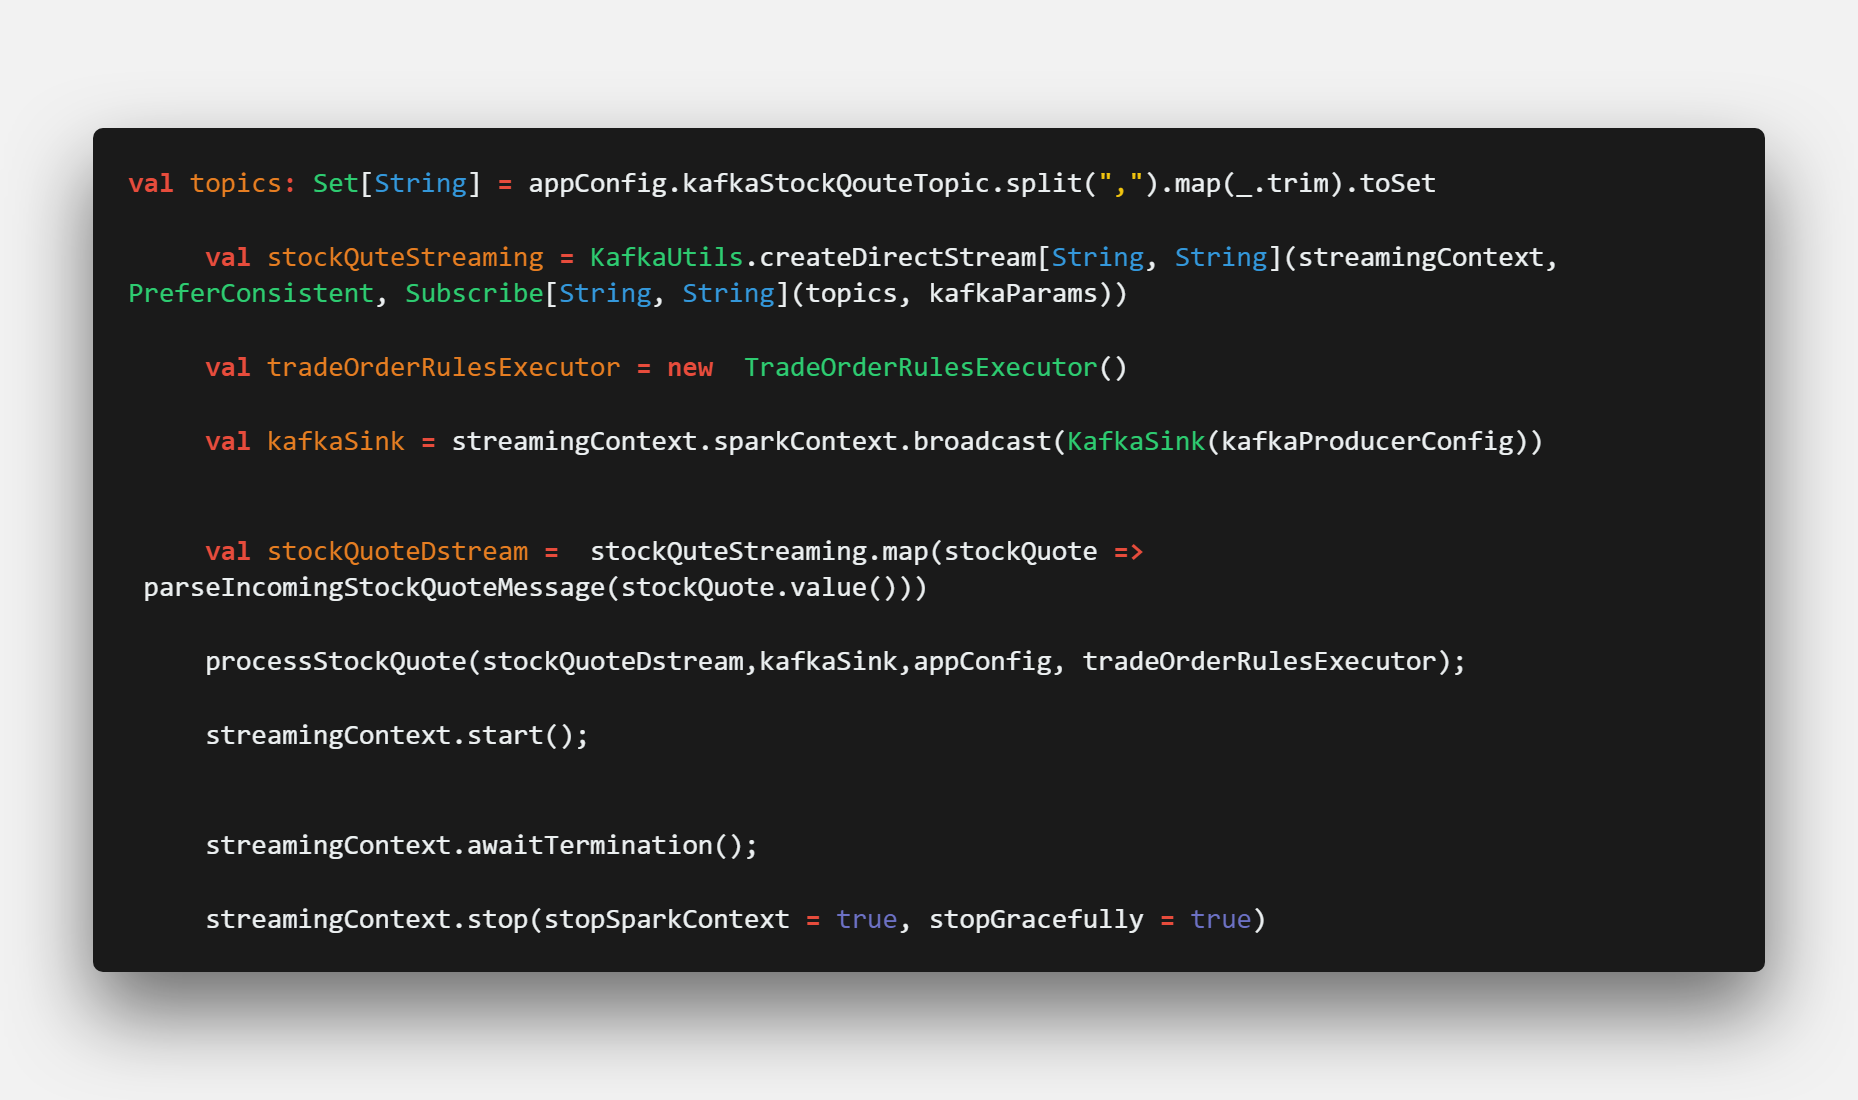 val topics: Set[String] = appConfig.kafkaStockQouteTopic.split(",").map(_.trim).toSet
val stockQuteStreaming = KafkaUtils.createDirectStream[String, String](streamingContext,
PreferConsistent, Subscribe[String, String](topics, kafkaParams))
val tradeOrderRulesExecutor = new  TradeOrderRulesExecutor()
val kafkaSink = streamingContext.sparkContext.broadcast(KafkaSink(kafkaProducerConfig))
val stockQuoteDstream =  stockQuteStreaming.map(stockQuote =>
parseIncomingStockQuoteMessage(stockQuote.value()))
processStockQuote(stockQuoteDstream,kafkaSink,appConfig, tradeOrderRulesExecutor);
streamingContext.start();
streamingContext.awaitTermination();
streamingContext.stop(stopSparkContext = true, stopGracefully = true)